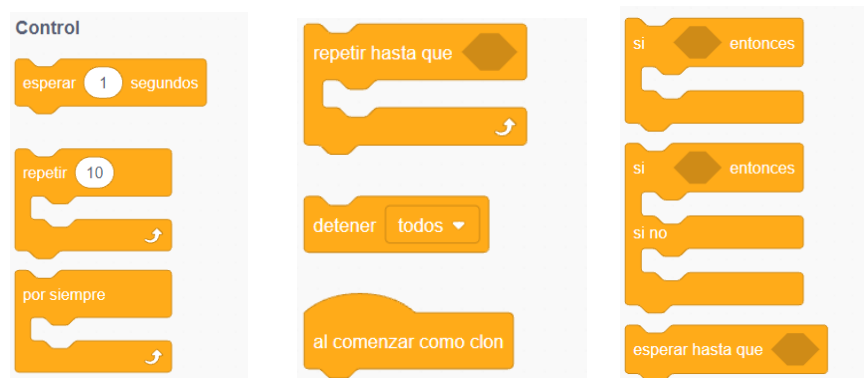 Control
esperar 1 segundos
repetir 10
por siempre
repetir hasta que
detener todos
al comenzar como clon
si entonces
si entonces
si no
esperar hasta que